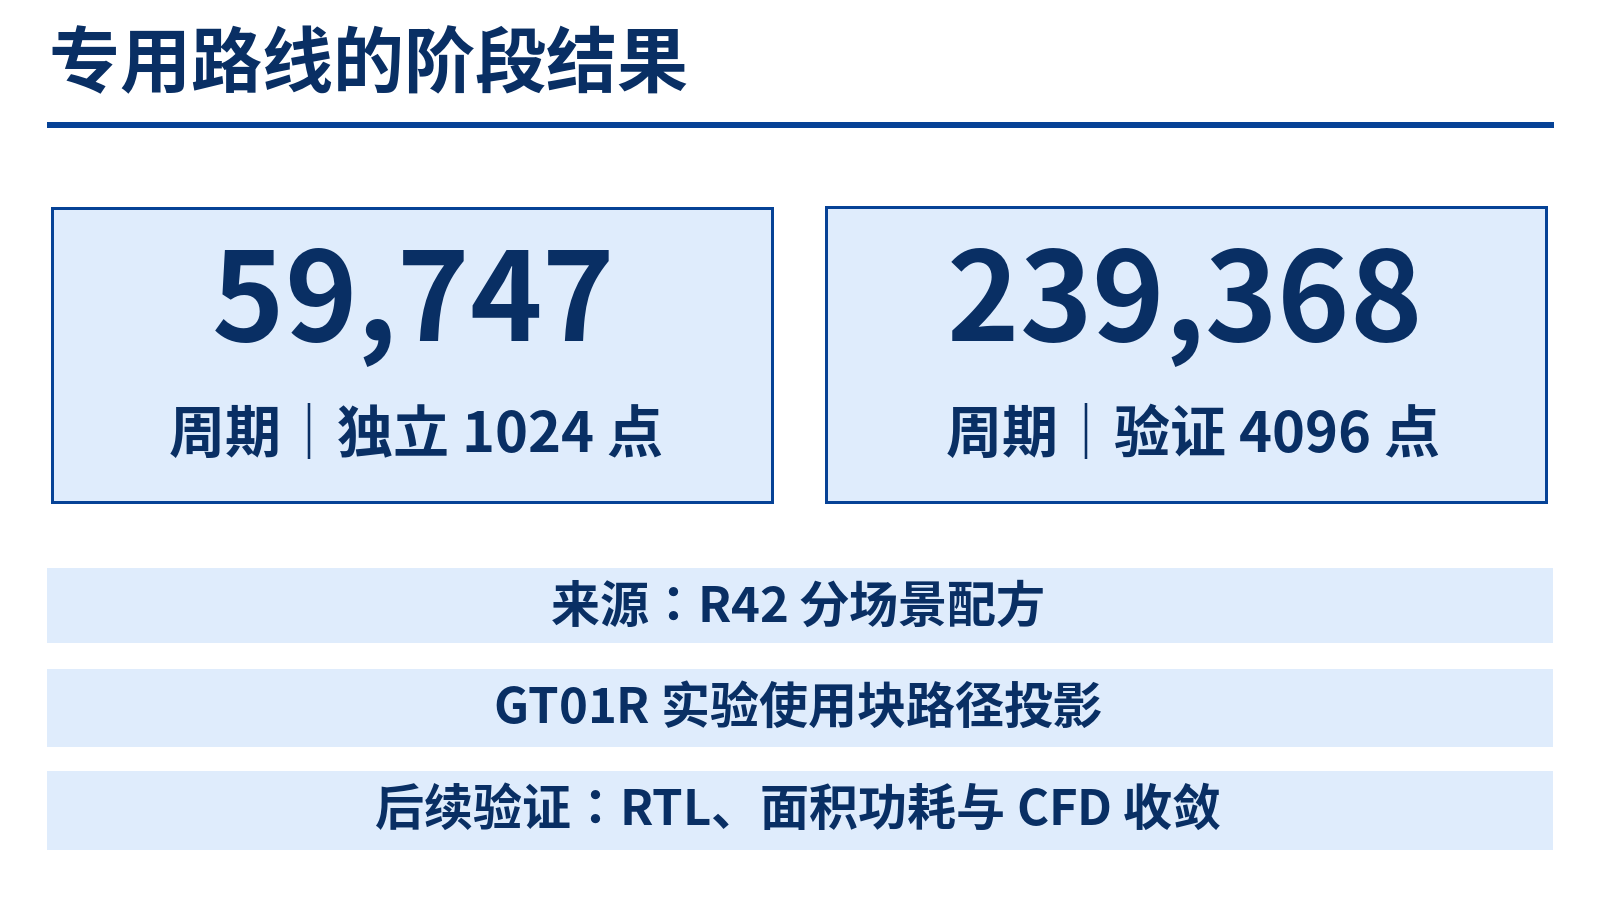 专用路线的阶段结果
59,747
周期｜独立 1024 点
239,368
周期｜验证 4096 点
来源：R42 分场景配方
GT01R 实验使用块路径投影
后续验证：RTL、面积功耗与 CFD 收敛